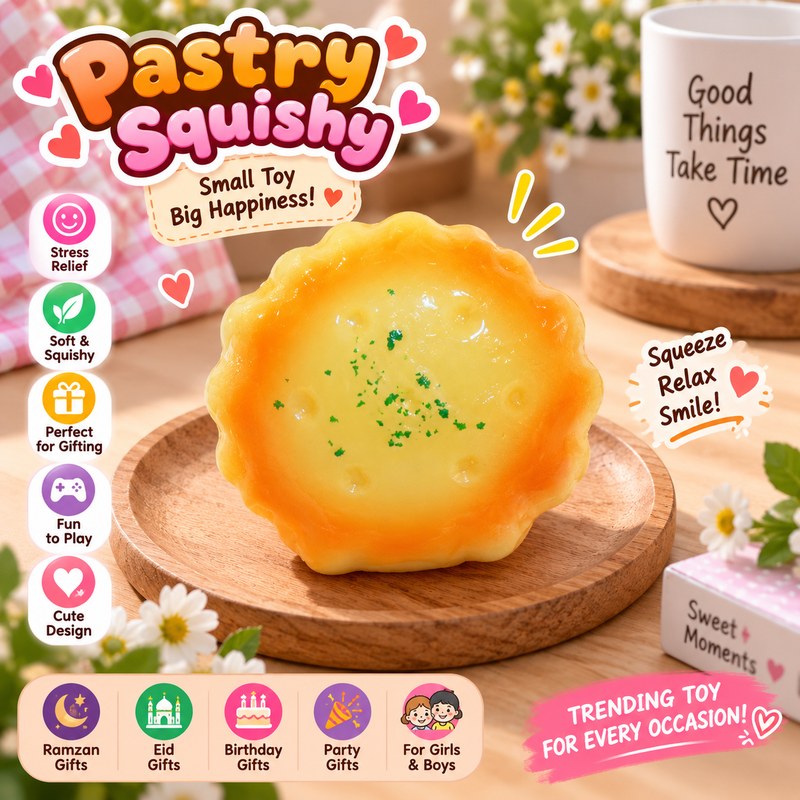 Pastry
Squishy
Small Toy
Big Happiness!
Good
Things
Take Time
Stress
Relief
Soft &
Squishy
Perfect
for Gifting
Fun
to Play
Cute
Design
Squeeze
Relax
Smile!
Sweet
Moments
TRENDING TOY
FOR EVERY OCCASION!
Ramzan
Gifts
Eid
Gifts
Birthday
Gifts
Party
Gifts
For Girls
& Boys